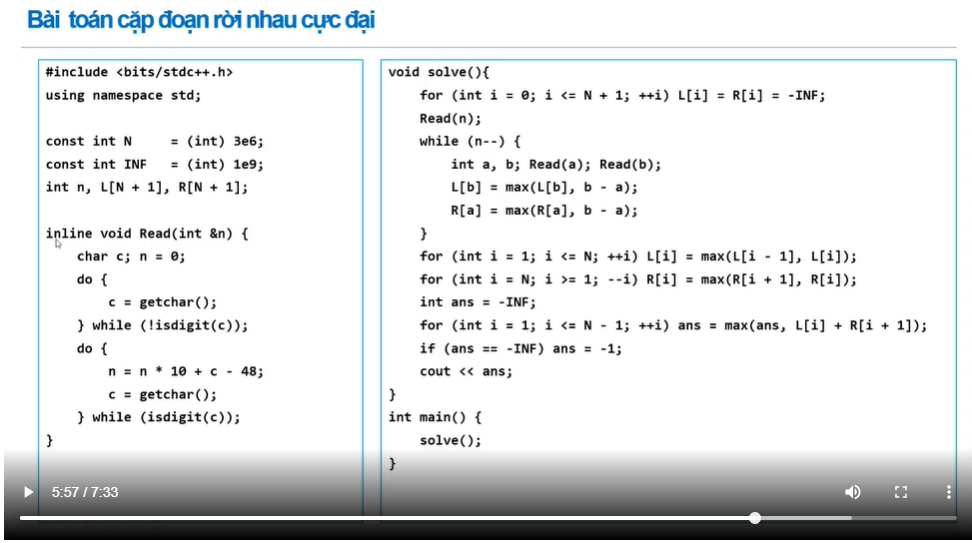 Bài toán cặp đoạn rời nhau cực đại
#include <bits/stdc++.h>
using namespace std;
const int N = (int) 3e6;
const int INF = (int) 1e9;
int n, L[N + 1], R[N + 1];
inline void Read(int &n) {
char c; n = 0;
do {
c = getchar();
} while (!isdigit(c));
do {
n = n * 10 + c - 48;
c = getchar();
} while (isdigit(c));
}
void solve(){
for (int i = 0; i <= N + 1; ++i) L[i] = R[i] = -INF;
Read(n);
while (n--) {
int a, b; Read(a); Read(b);
L[b] = max(L[b], b - a);
R[a] = max(R[a], b - a);
}
for (int i = 1; i <= N; ++i) L[i] = max(L[i - 1], L[i]);
for (int i = N; i >= 1; --i) R[i] = max(R[i + 1], R[i]);
int ans = -INF;
for (int i = 1; i <= N - 1; ++i) ans = max(ans, L[i] + R[i + 1]);
if (ans == -INF) ans = -1;
cout << ans;
}
int main() {
solve();
}
5:57 / 7:33